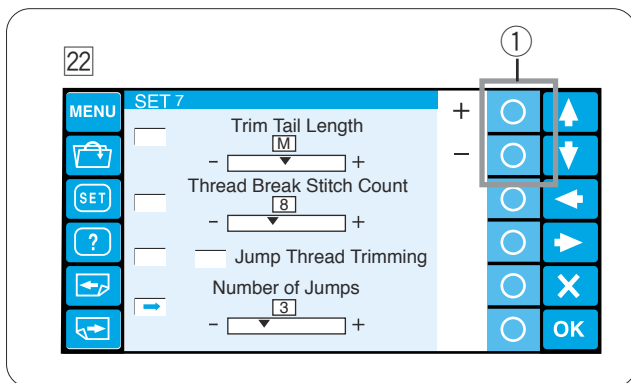 ①
22
MENU
SET 7
Trim Tail Length
M
- +
Thread Break Stitch Count
8
- +
Jump Thread Trimming
Number of Jumps
3
- +
+
−
SET
?
X
OK